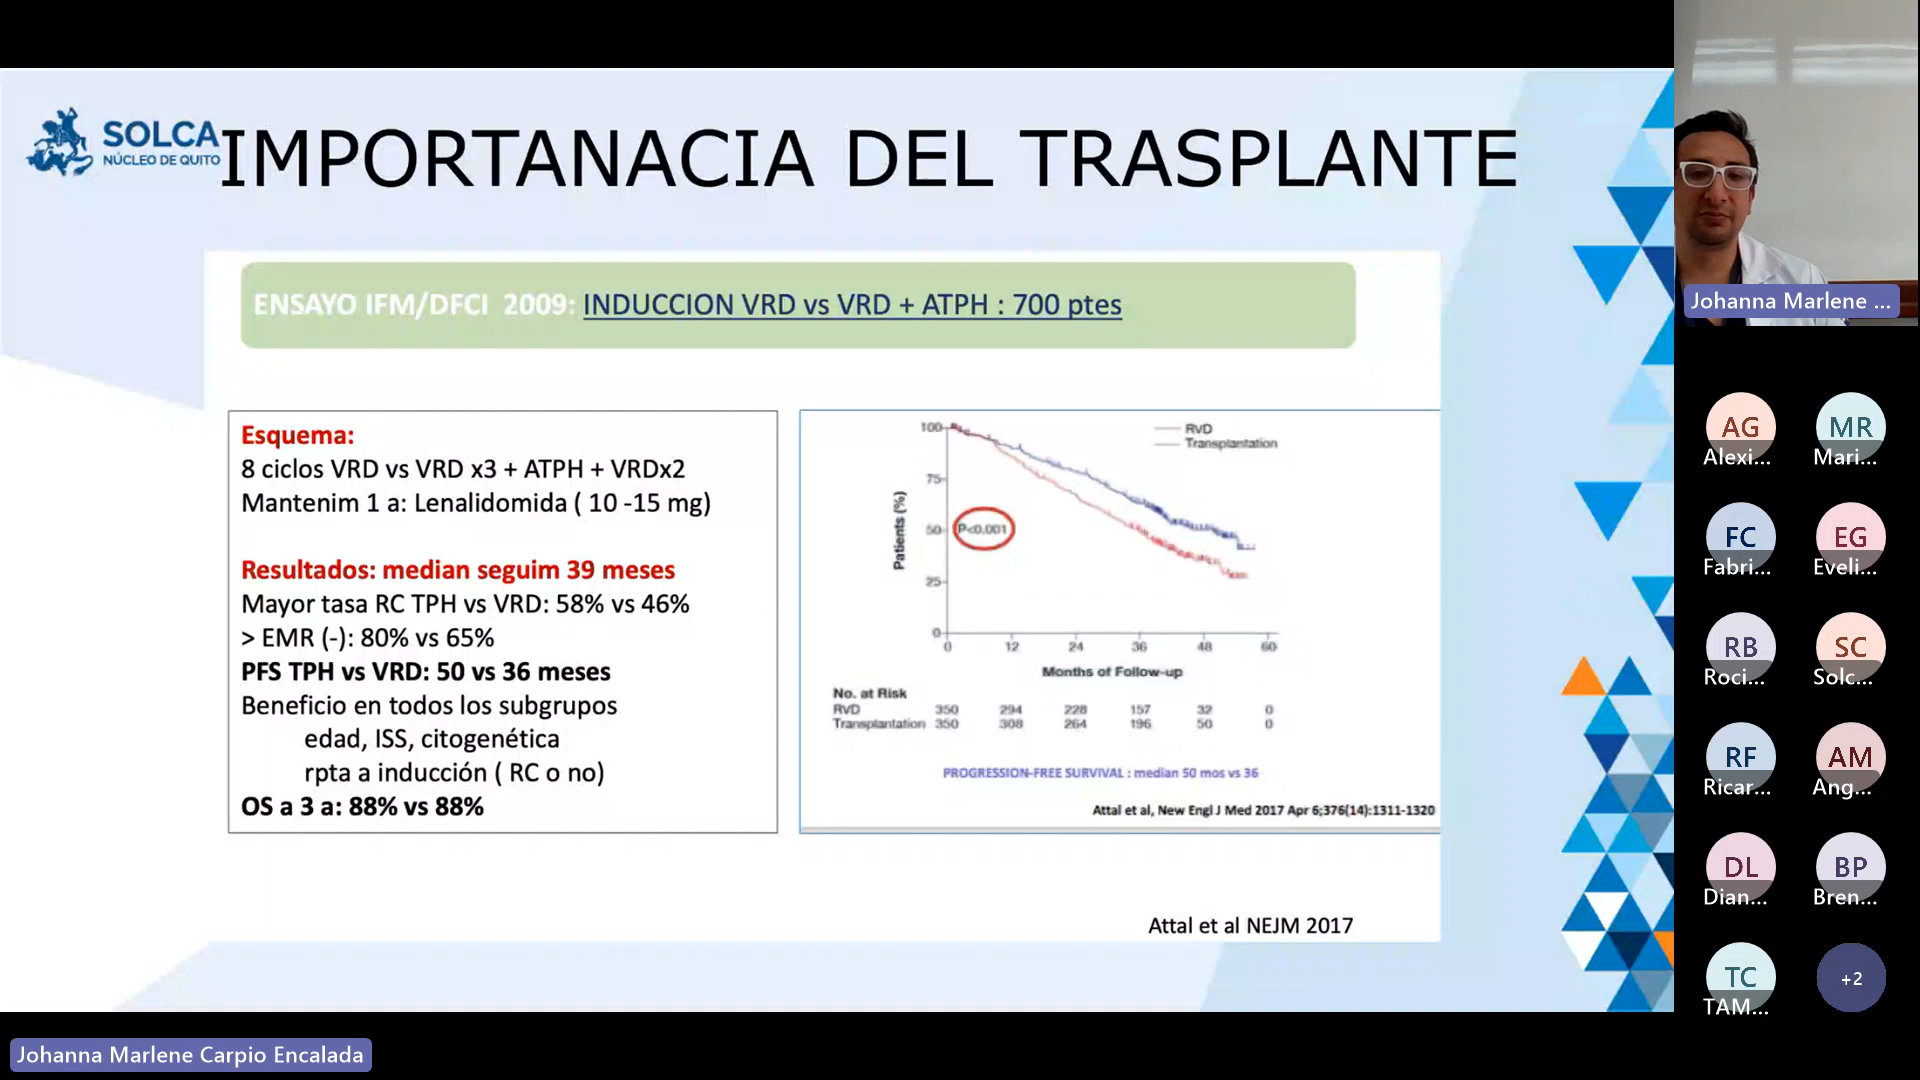 SOLCA
NÚCLEO DE QUITO
IMPORTANACIA DEL TRASPLANTE
ENSAYO IFM/DFCI 2009: INDUCCION VRD vs VRD + ATPH : 700 ptes
Esquema:
8 ciclos VRD vs VRD x3 + ATPH + VRDx2
Mantenim 1 a: Lenalidomida ( 10 -15 mg)
Resultados: median seguim 39 meses
Mayor tasa RC TPH vs VRD: 58% vs 46%
> EMR (-): 80% vs 65%
PFS TPH vs VRD: 50 vs 36 meses
Beneficio en todos los subgrupos
edad, ISS, citogenética
rpta a inducción ( RC o no)
OS a 3 a: 88% vs 88%
RVD
Transplantation
100
75
50
25
0
Patients (%)
P<0.001
0 12 24 36 48 60
Months of Follow-up
No. at Risk
RVD 350 294 228 157 32 0
Transplantation 350 308 264 196 50 0
PROGRESSION-FREE SURVIVAL : median 50 mos vs 36
Attal et al, New Engl J Med 2017 Apr 6;376(14):1311-1320
Attal et al NEJM 2017
Johanna Marlene ...
AG MR
Alexi... Mari...
FC EG
Fabri... Eveli...
RB SC
Roci... Solc...
RF AM
Ricar... Ang...
DL BP
Dian... Bren...
TC +2
TAM...
Johanna Marlene Carpio Encalada